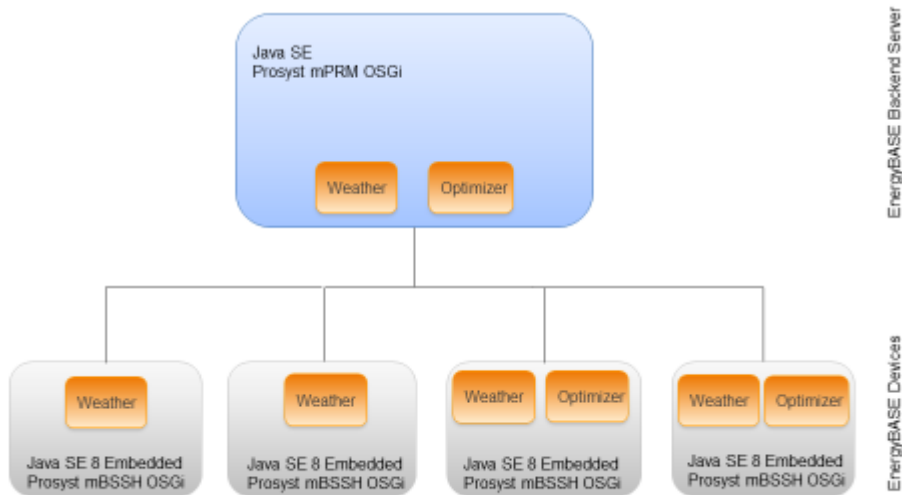 Java SE
Prosyst mPRM OSGi
Weather
Optimizer
EnergyBASE Backend Server
Weather
Java SE 8 Embedded
Prosyst mBSSH OSGi
Weather
Java SE 8 Embedded
Prosyst mBSSH OSGi
Weather
Optimizer
Java SE 8 Embedded
Prosyst mBSSH OSGi
Weather
Optimizer
Java SE 8 Embedded
Prosyst mBSSH OSGi
EnergyBASE Devices